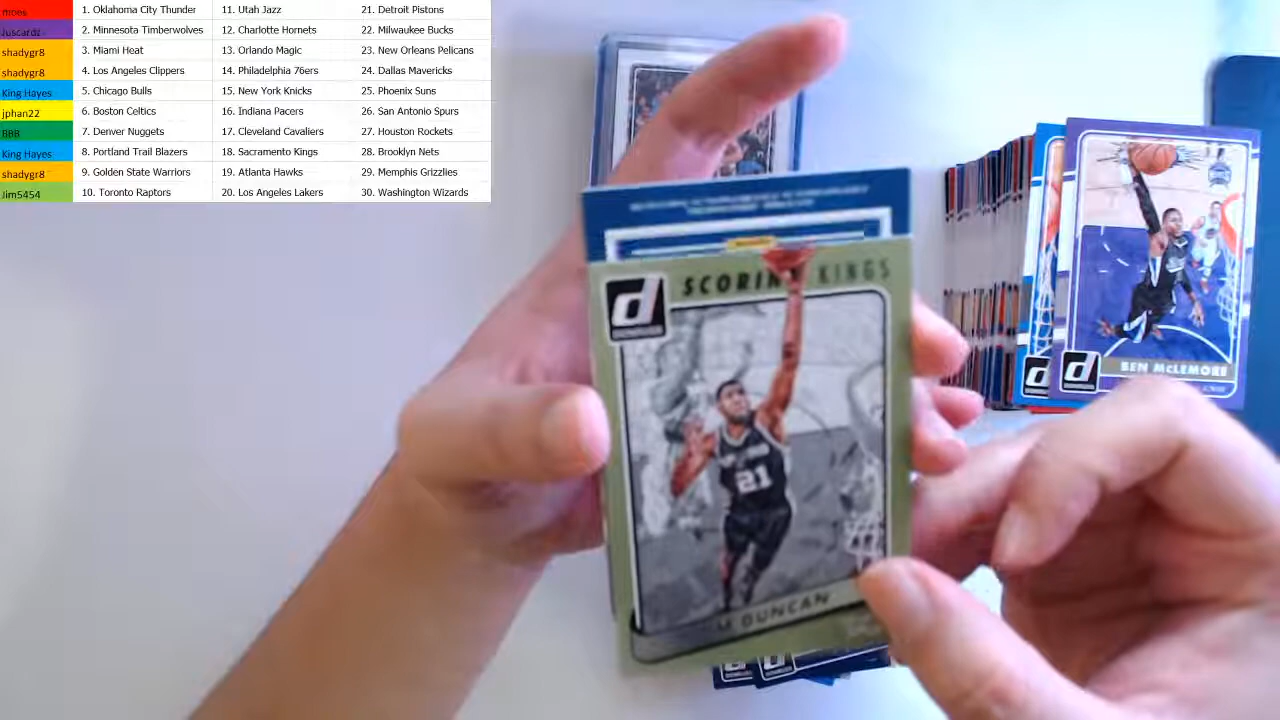 moes 1. Oklahoma City Thunder 11. Utah Jazz 21. Detroit Pistons
Juscardz 2. Minnesota Timberwolves 12. Charlotte Hornets 22. Milwaukee Bucks
shadygr8 3. Miami Heat 13. Orlando Magic 23. New Orleans Pelicans
shadygr8 4. Los Angeles Clippers 14. Philadelphia 76ers 24. Dallas Mavericks
King Hayes 5. Chicago Bulls 15. New York Knicks 25. Phoenix Suns
jphan22 6. Boston Celtics 16. Indiana Pacers 26. San Antonio Spurs
BBB 7. Denver Nuggets 17. Cleveland Cavaliers 27. Houston Rockets
King Hayes 8. Portland Trail Blazers 18. Sacramento Kings 28. Brooklyn Nets
shadygr8 9. Golden State Warriors 19. Atlanta Hawks 29. Memphis Grizzlies
Jim5454 10. Toronto Raptors 20. Los Angeles Lakers 30. Washington Wizards
SCORING KINGS
d
DONRUSS
21
DUNCAN
KINGS
d
DONRUSS
BEN McLEMORE
d
d
d